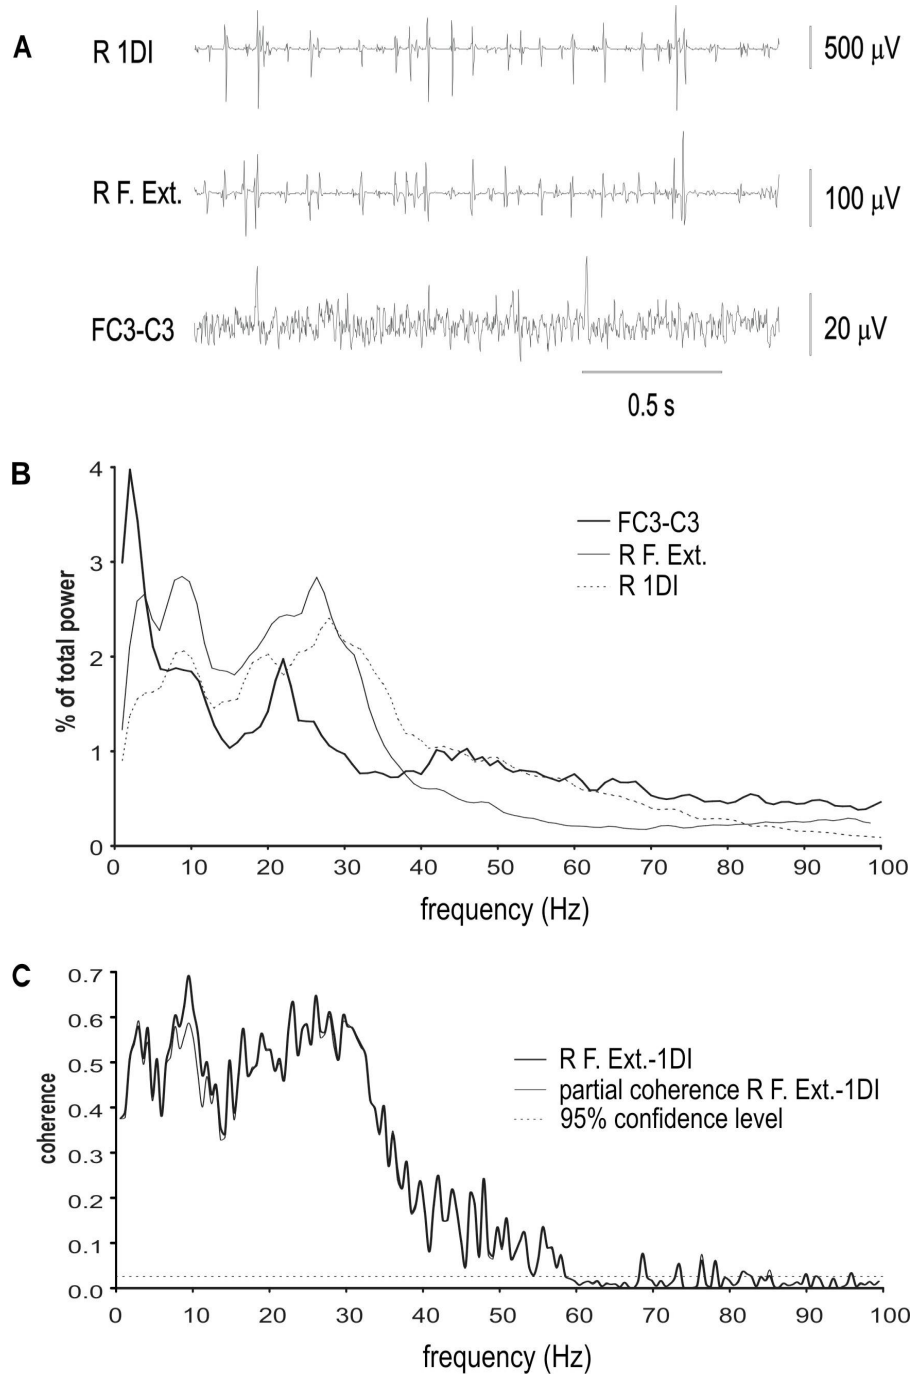 A
R 1DI
500 μV
R F. Ext.
100 μV
FC3-C3
20 μV
0.5 s
B
4
3
2
1
0
% of total power
FC3-C3
R F. Ext.
R 1DI
0 10 20 30 40 50 60 70 80 90 100
frequency (Hz)
C
0.7
0.6
0.5
0.4
0.3
0.2
0.1
0.0
coherence
R F. Ext.-1DI
partial coherence R F. Ext.-1DI
95% confidence level
0 10 20 30 40 50 60 70 80 90 100
frequency (Hz)